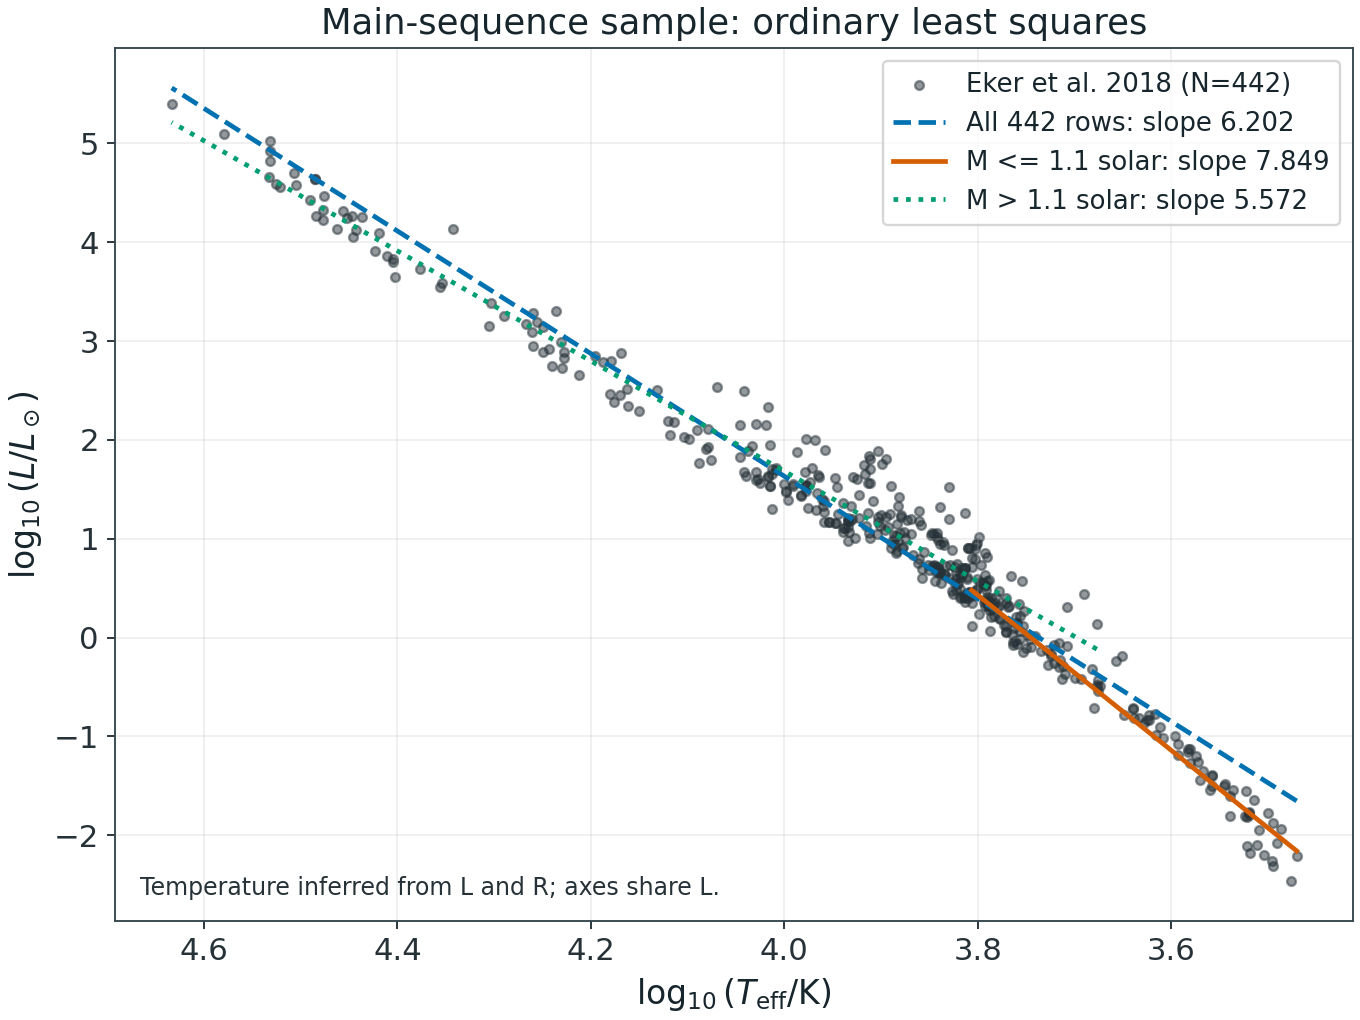 Main-sequence sample: ordinary least squares
Eker et al. 2018 (N=442)
All 442 rows: slope 6.202
M <= 1.1 solar: slope 7.849
M > 1.1 solar: slope 5.572
log₁₀ (L/L☉)
5
4
3
2
1
0
−1
−2
Temperature inferred from L and R; axes share L.
4.6 4.4 4.2 4.0 3.8 3.6
log₁₀ (T_eff/K)